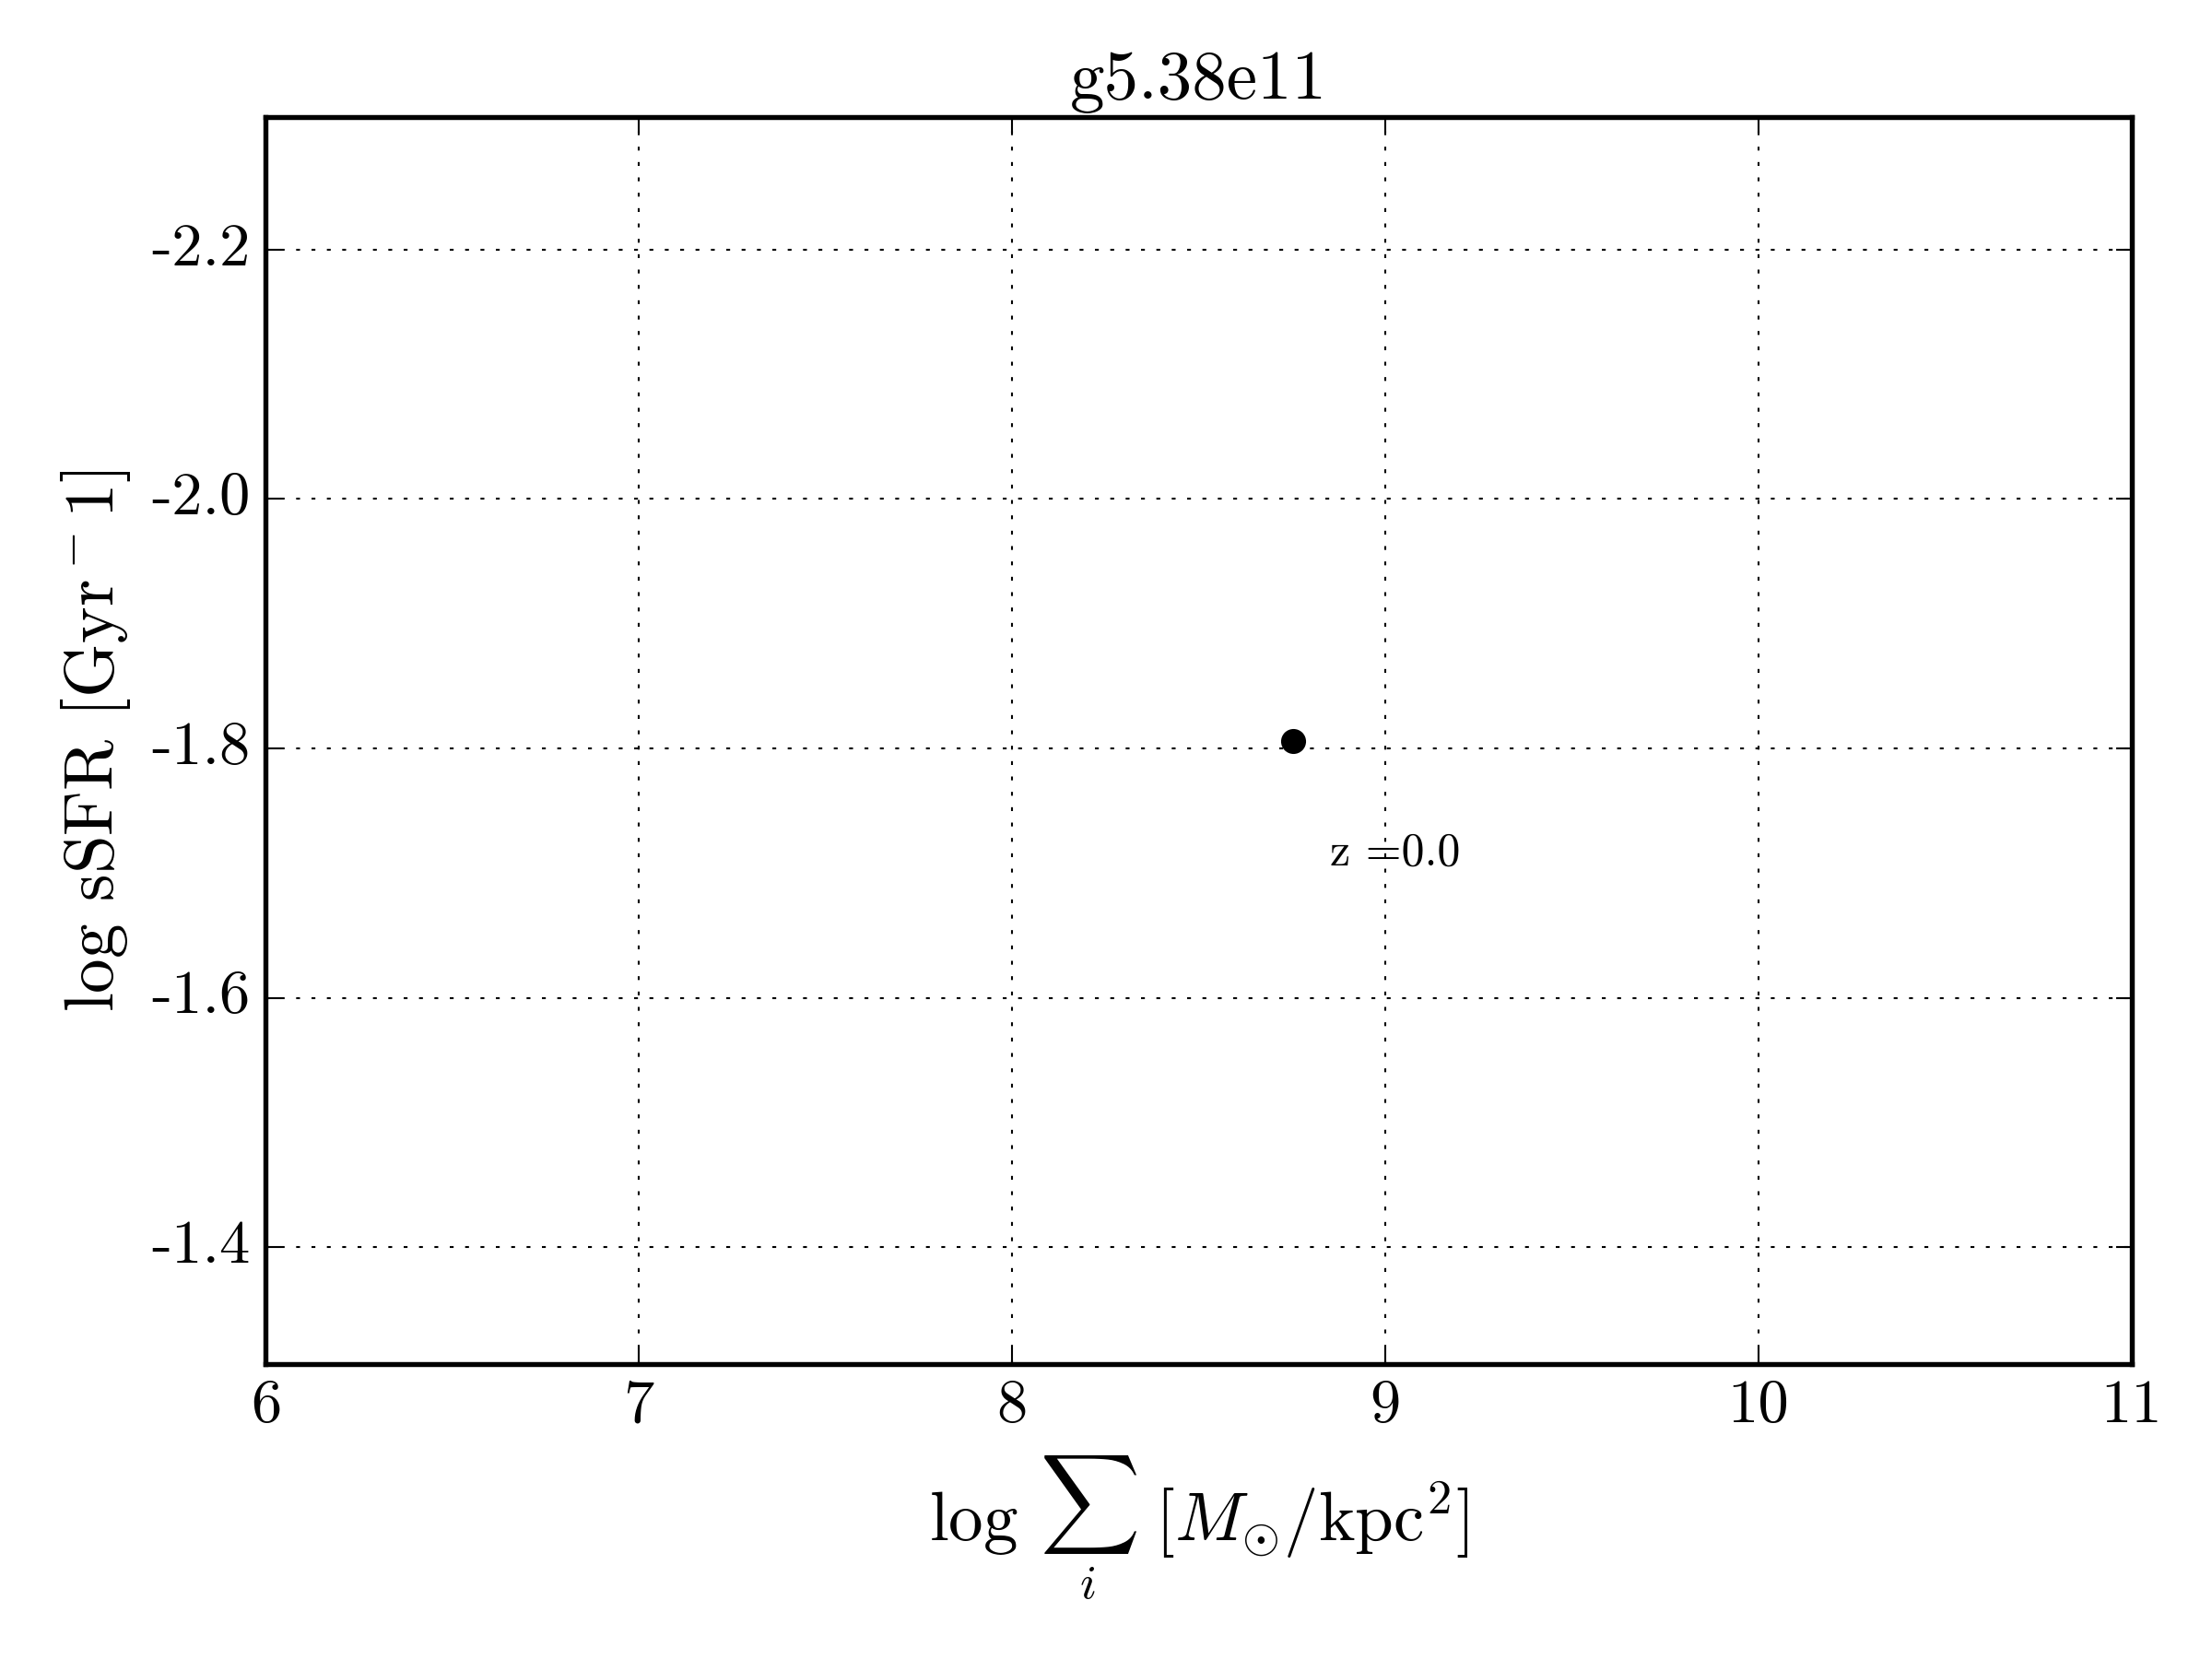 g5.38e11
log sSFR [Gyr⁻1]
-2.2
-2.0
-1.8
-1.6
-1.4
z =0.0
6 7 8 9 10 11
log ∑ᵢ [M⊙/kpc²]